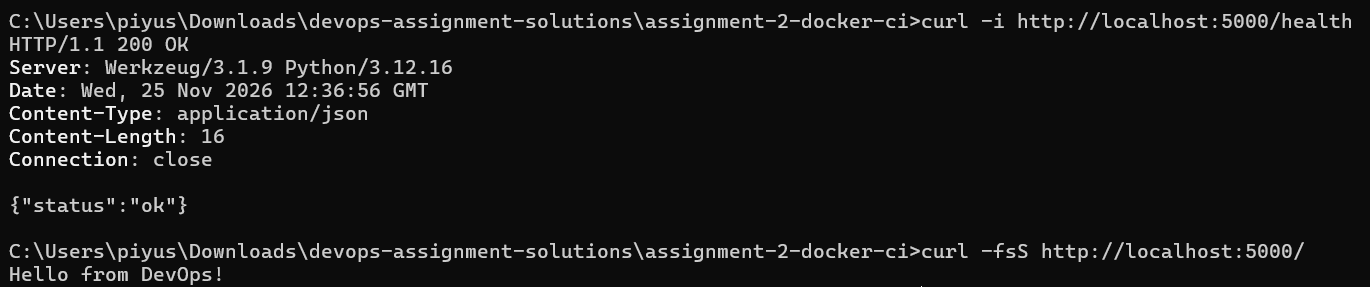 C:\Users\piyus\Downloads\devops-assignment-solutions\assignment-2-docker-ci>curl -i http://localhost:5000/health
HTTP/1.1 200 OK
Server: Werkzeug/3.1.9 Python/3.12.16
Date: Wed, 25 Nov 2026 12:36:56 GMT
Content-Type: application/json
Content-Length: 16
Connection: close

{"status":"ok"}

C:\Users\piyus\Downloads\devops-assignment-solutions\assignment-2-docker-ci>curl -fsS http://localhost:5000/
Hello from DevOps!